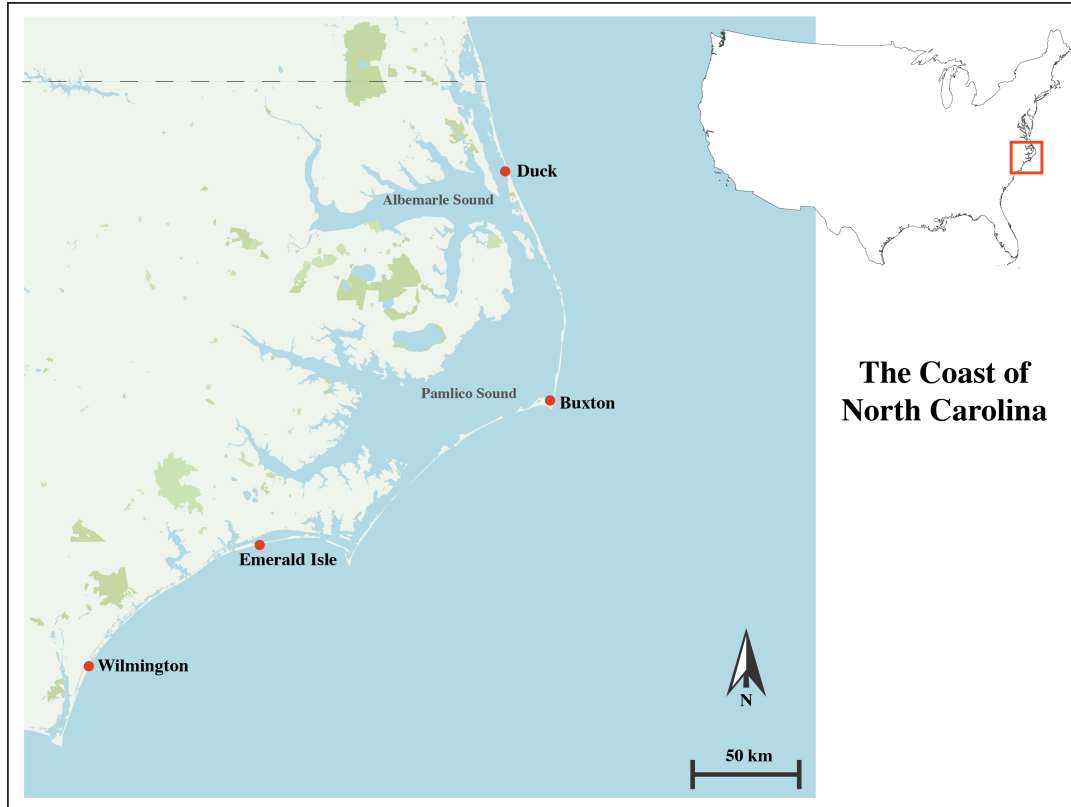 Duck
Albemarle Sound
The Coast of
North Carolina
Pamlico Sound
Buxton
Emerald Isle
Wilmington
N
50 km